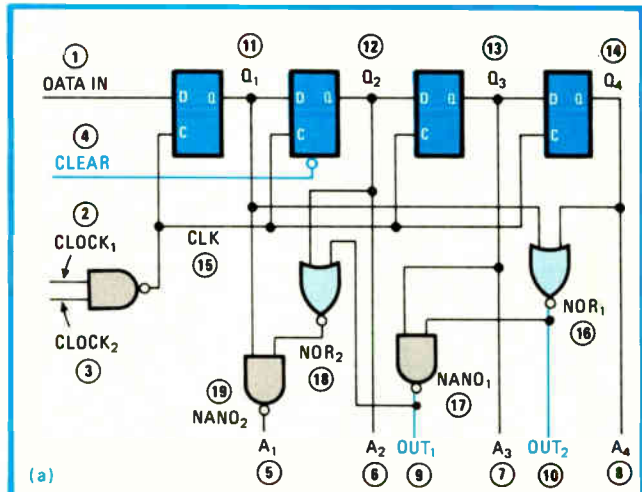 1 11 12 13 14
DATA IN Q1 Q2 Q3 Q4
D Q D Q D Q D Q
4 C C C C
CLEAR
2
CLOCK1 CLK
15
CLOCK2 NOR1
3 NOR2 16
19 18 NANO1
NANO2 17
A1 A2 OUT1 A3 OUT2 A4
(a) 5 6 9 7 10 8